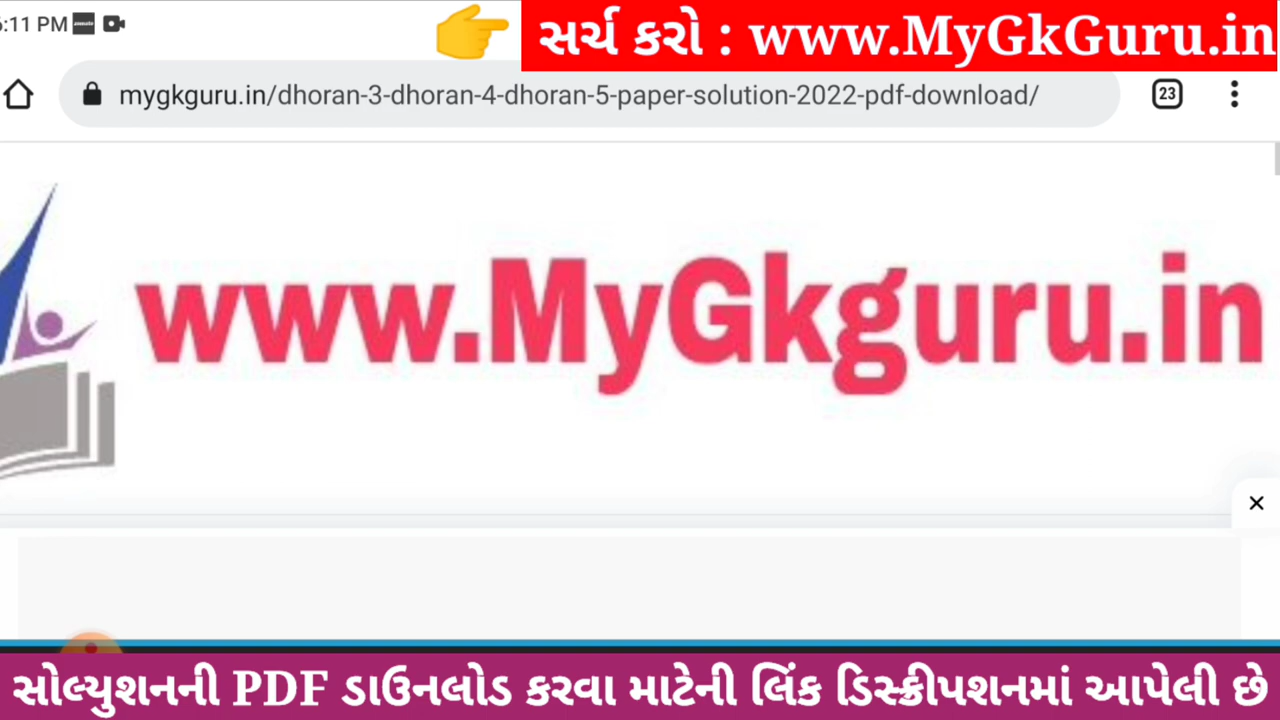 6:11 PM
સર્ચ કરો : www.MyGkGuru.in
mygkguru.in/dhoran-3-dhoran-4-dhoran-5-paper-solution-2022-pdf-download/
23
www.MyGkguru.in
સોલ્યુશનની PDF ડાઉનલોડ કરવા માટેની લિંક ડિસ્ક્રીપશનમાં આપેલી છે